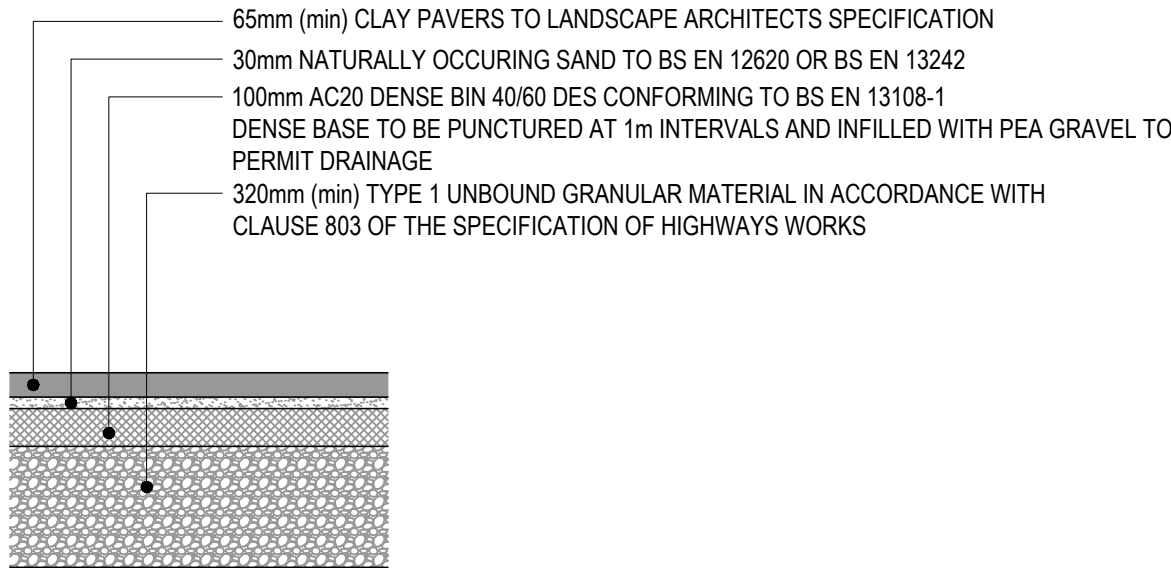 65mm (min) CLAY PAVERS TO LANDSCAPE ARCHITECTS SPECIFICATION
30mm NATURALLY OCCURING SAND TO BS EN 12620 OR BS EN 13242
100mm AC20 DENSE BIN 40/60 DES CONFORMING TO BS EN 13108-1
DENSE BASE TO BE PUNCTURED AT 1m INTERVALS AND INFILLED WITH PEA GRAVEL TO
PERMIT DRAINAGE
320mm (min) TYPE 1 UNBOUND GRANULAR MATERIAL IN ACCORDANCE WITH
CLAUSE 803 OF THE SPECIFICATION OF HIGHWAYS WORKS